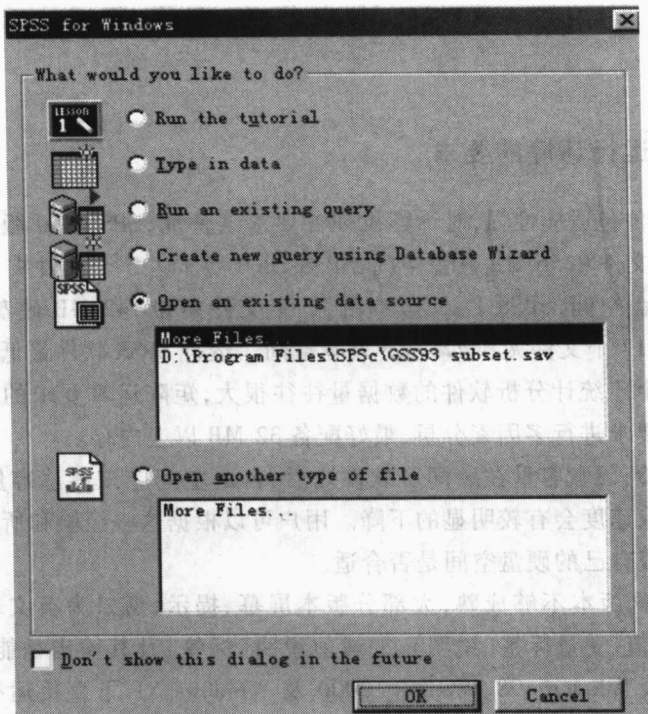 SPSS for Windows
What would you like to do?
LESSON
1
Run the tutorial
Type in data
Run an existing query
Create new query using Database Wizard
SPSS
Open an existing data source
More Files...
D:\Program Files\SPSc\GSS93 subset.sav
Open another type of file
More Files...
Don't show this dialog in the future
OK
Cancel